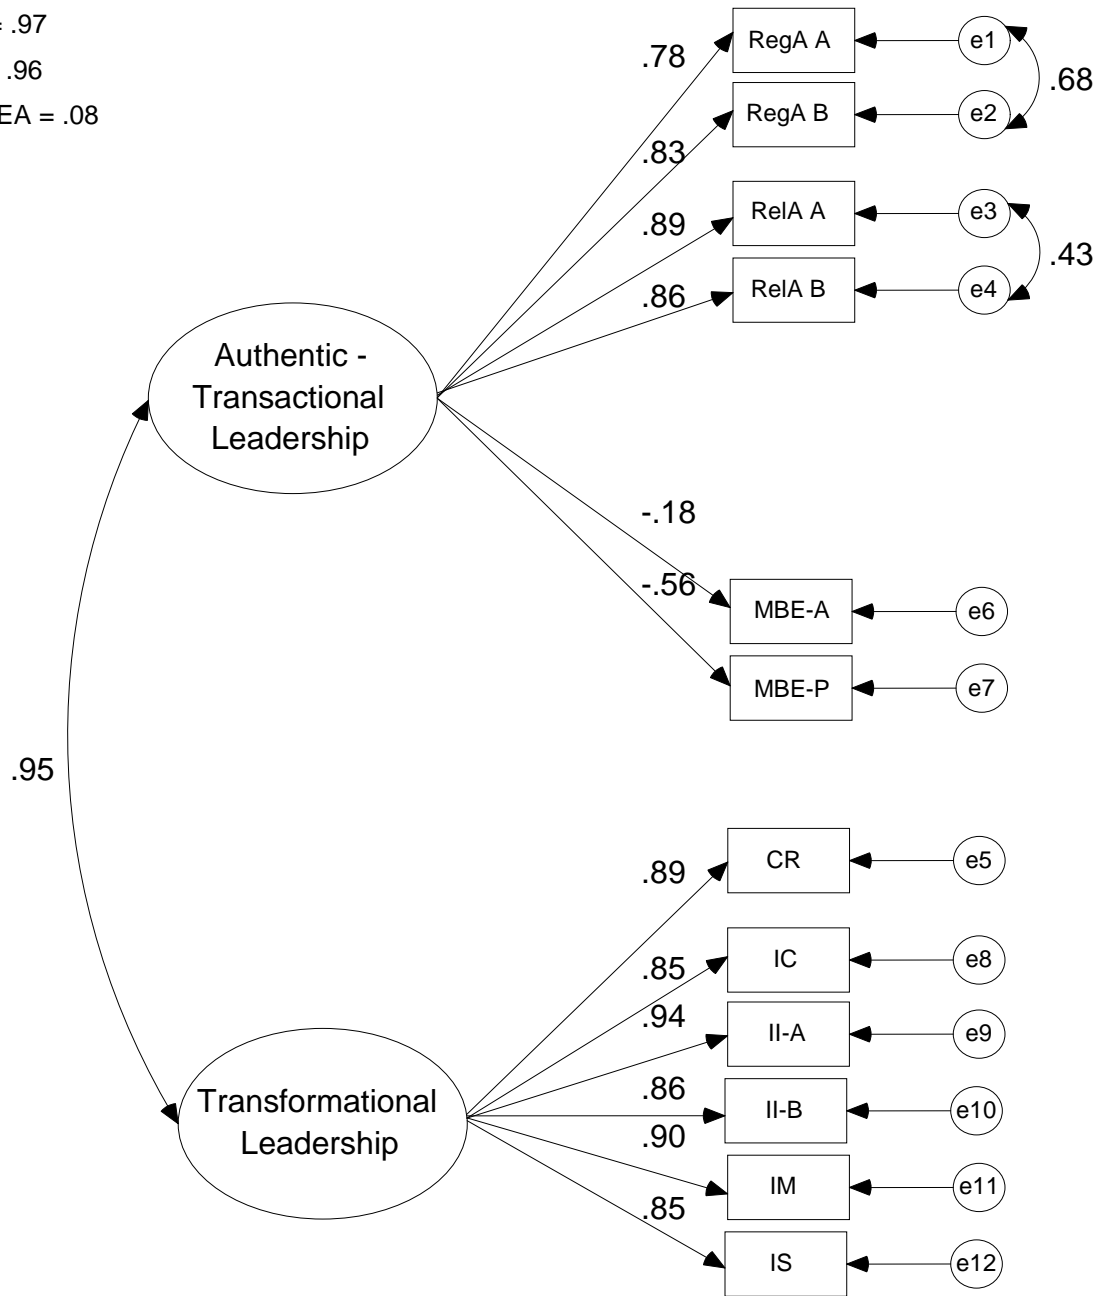 = .97
.96
EA = .08
.78
RegA A
e1
.68
.83
RegA B
e2
.89
RelA A
e3
.43
.86
RelA B
e4
Authentic -
Transactional
Leadership
-.18
MBE-A
e6
-.56
MBE-P
e7
.95
.89
CR
e5
.85
IC
e8
.94
II-A
e9
.86
II-B
e10
Transformational
Leadership
.90
IM
e11
.85
IS
e12